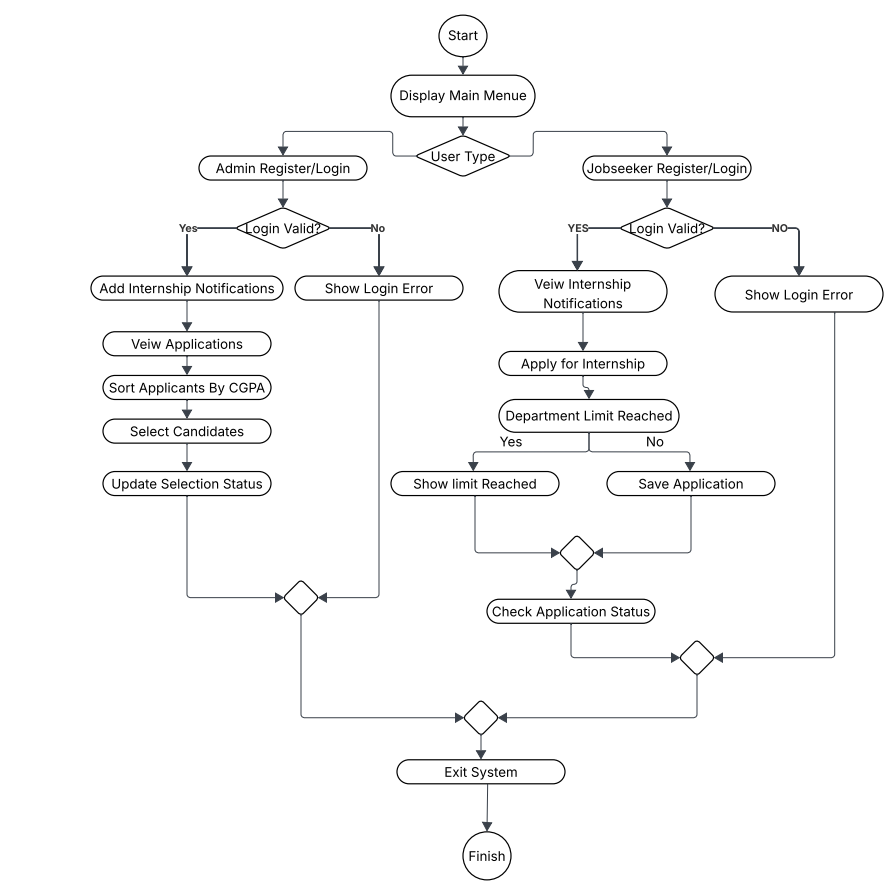 Start
Display Main Menue
User Type
Admin Register/Login
Jobseeker Register/Login
Login Valid?
Yes
No
Login Valid?
YES
NO
Add Internship Notifications
Show Login Error
Veiw Internship
Notifications
Show Login Error
Veiw Applications
Apply for Internship
Sort Applicants By CGPA
Department Limit Reached
Select Candidates
Yes
No
Update Selection Status
Show limit Reached
Save Application
Check Application Status
Exit System
Finish